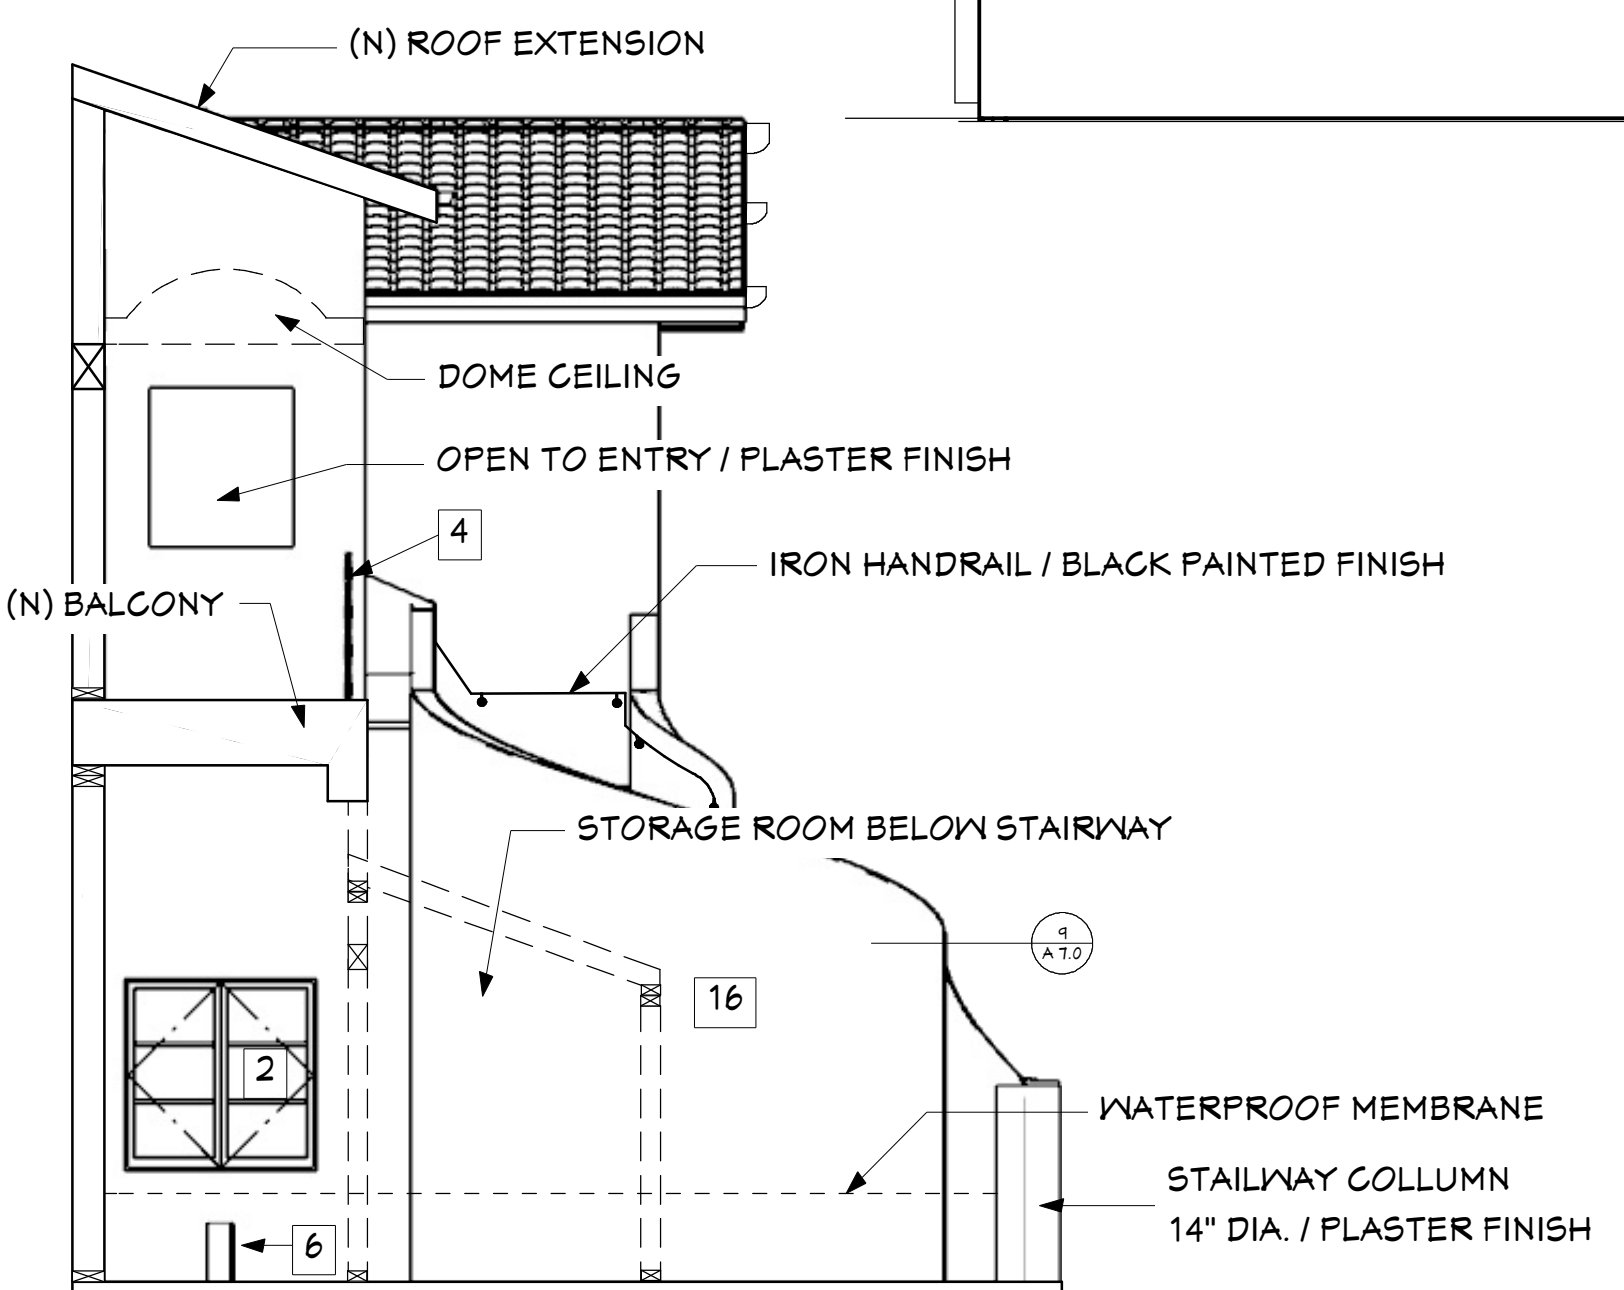 (N) ROOF EXTENSION
DOME CEILING
OPEN TO ENTRY / PLASTER FINISH
4
IRON HANDRAIL / BLACK PAINTED FINISH
(N) BALCONY
STORAGE ROOM BELOW STAIRWAY
9
A 7.0
16
2
WATERPROOF MEMBRANE
STAILWAY COLLUMN
14" DIA. / PLASTER FINISH
6